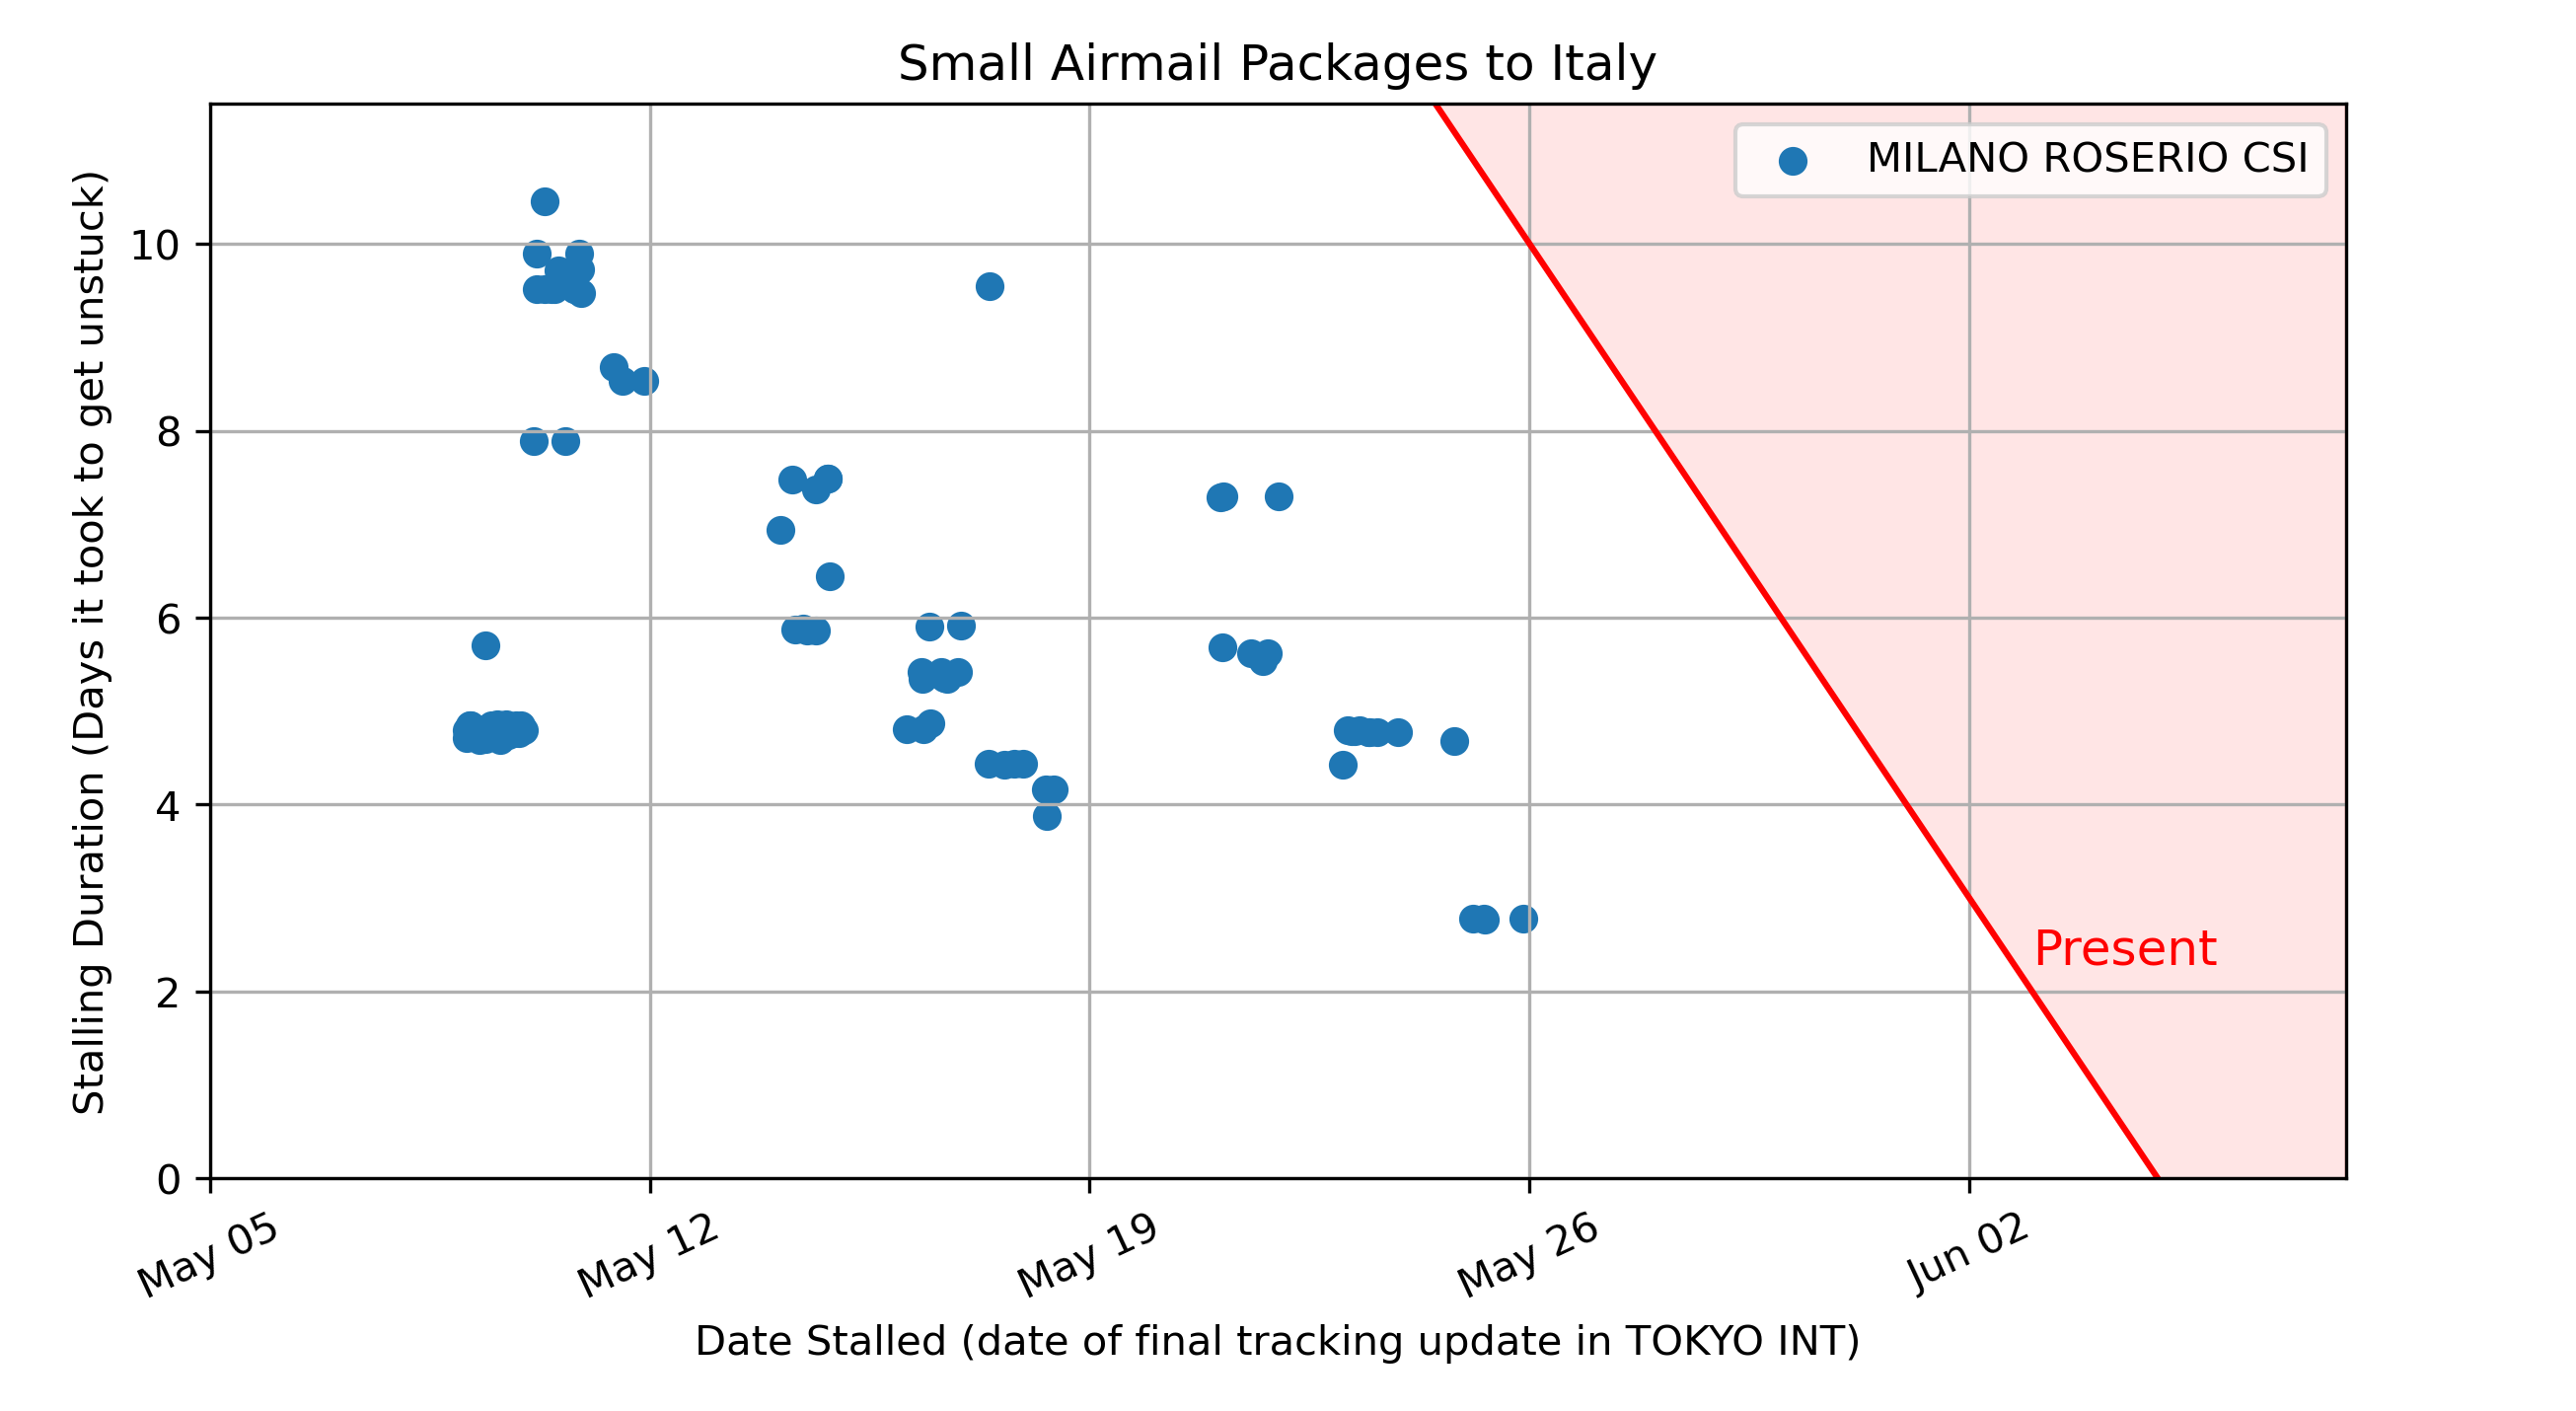 Small Airmail Packages to Italy
MILANO ROSERIO CSI
Stalling Duration (Days it took to get unstuck)
10
8
6
4
2
0
Present
May 05
May 12
May 19
May 26
Jun 02
Date Stalled (date of final tracking update in TOKYO INT)